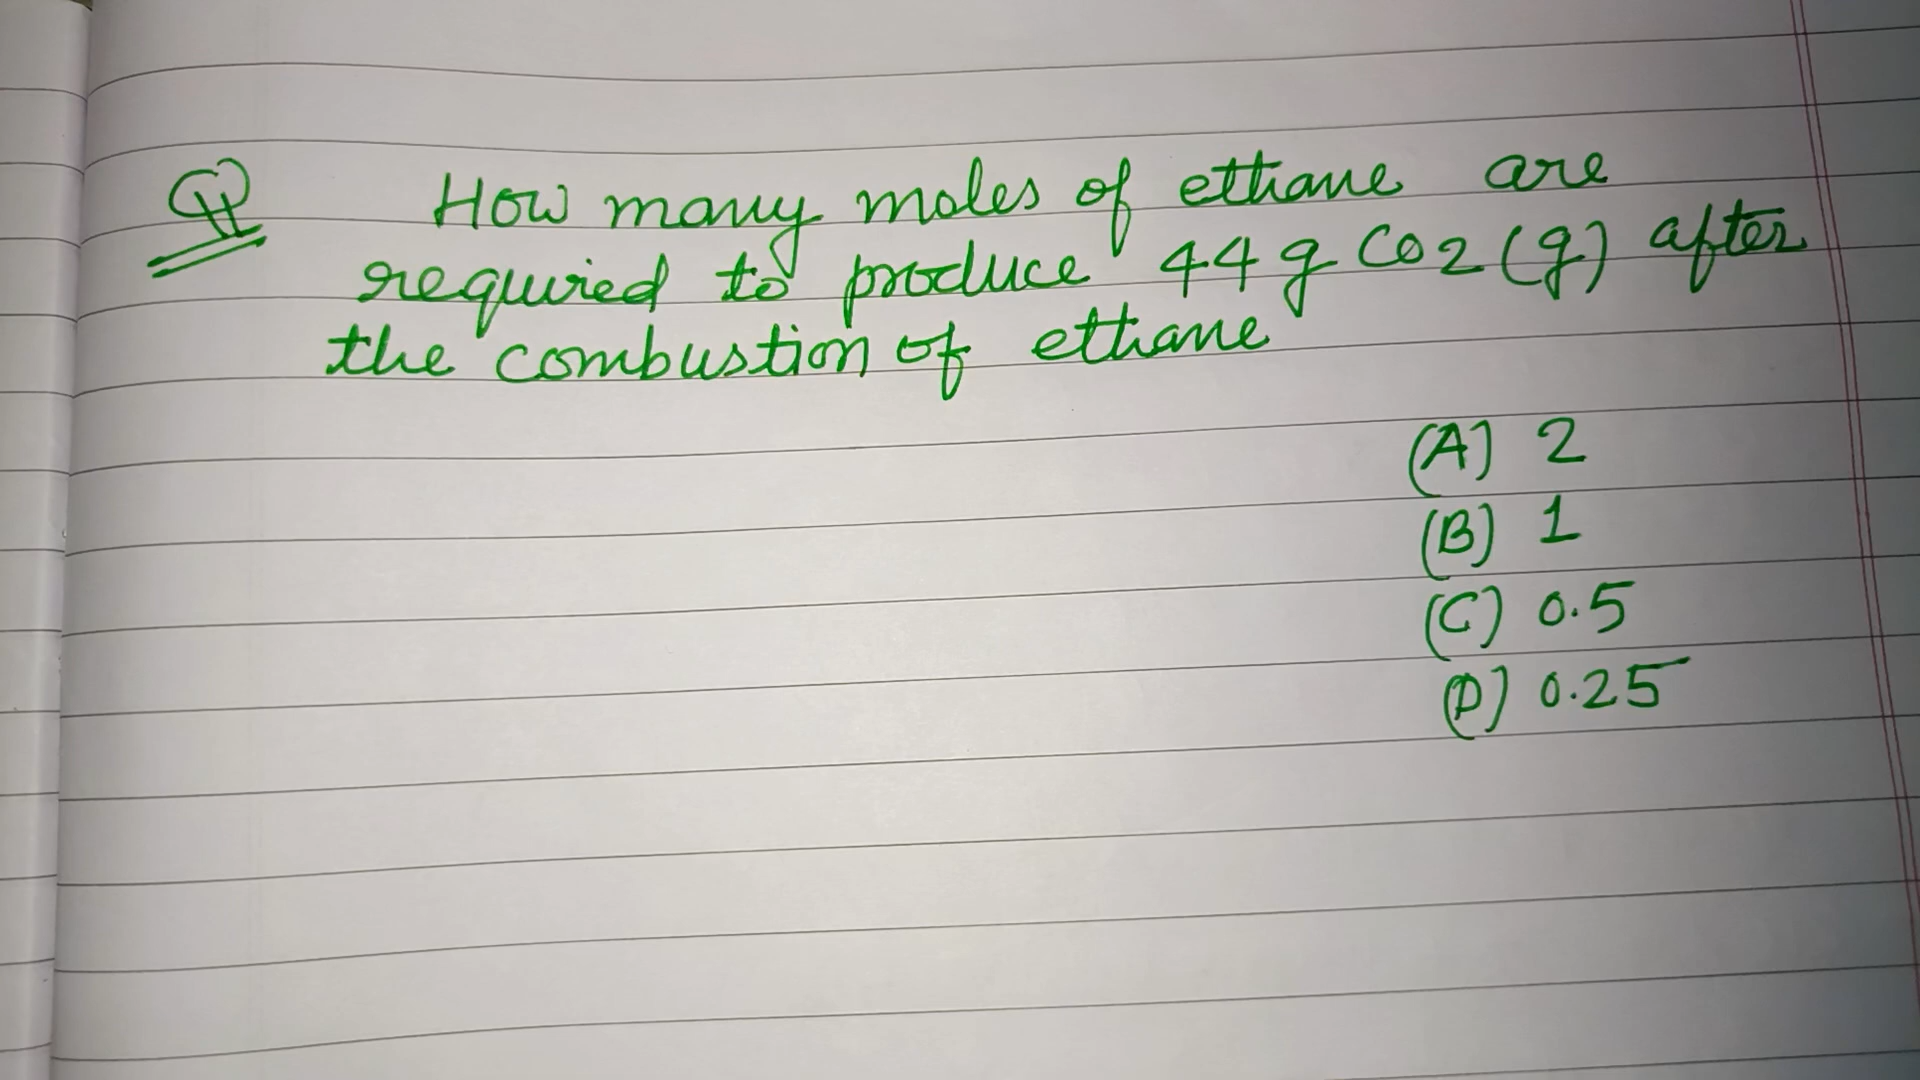 Q How many moles of ethane are
required to produce 44 g CO2 (g) after
the combustion of ethane
(A) 2
(B) 1
(C) 0.5
(D) 0.25